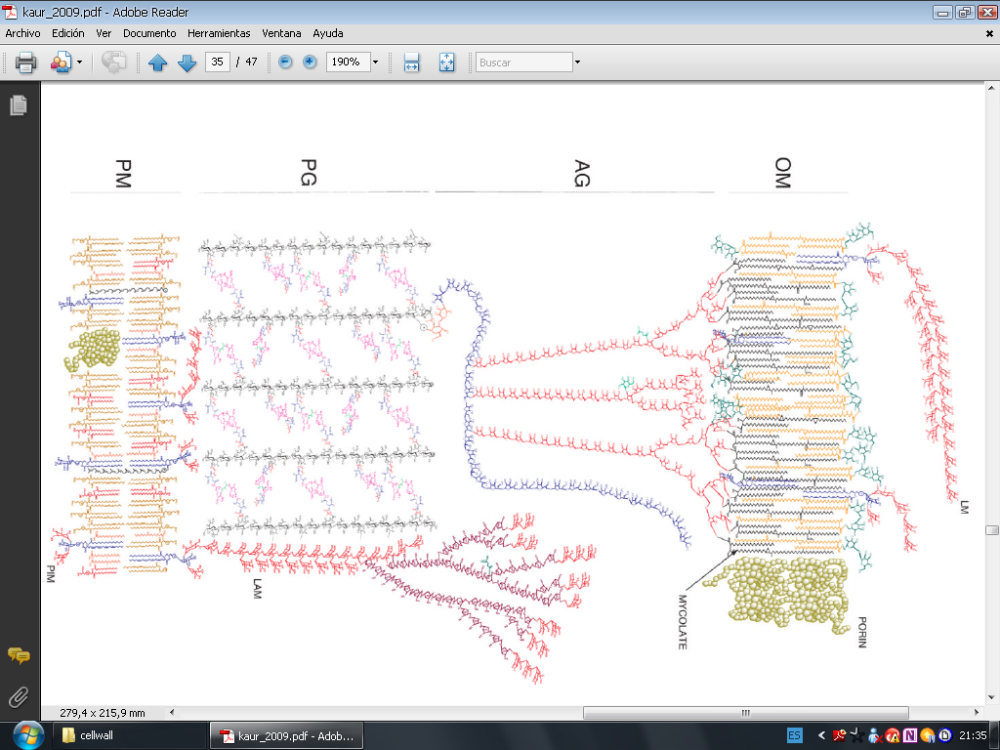 kaur_2009.pdf - Adobe Reader
Archivo Edición Ver Documento Herramientas Ventana Ayuda
35 / 47 190% Buscar
PM PG AG OM
LM
PIM
LAM
MYCOLATE
PORIN
279,4 x 215,9 mm
cellwall kaur_2009.pdf - Adob... ES 21:35